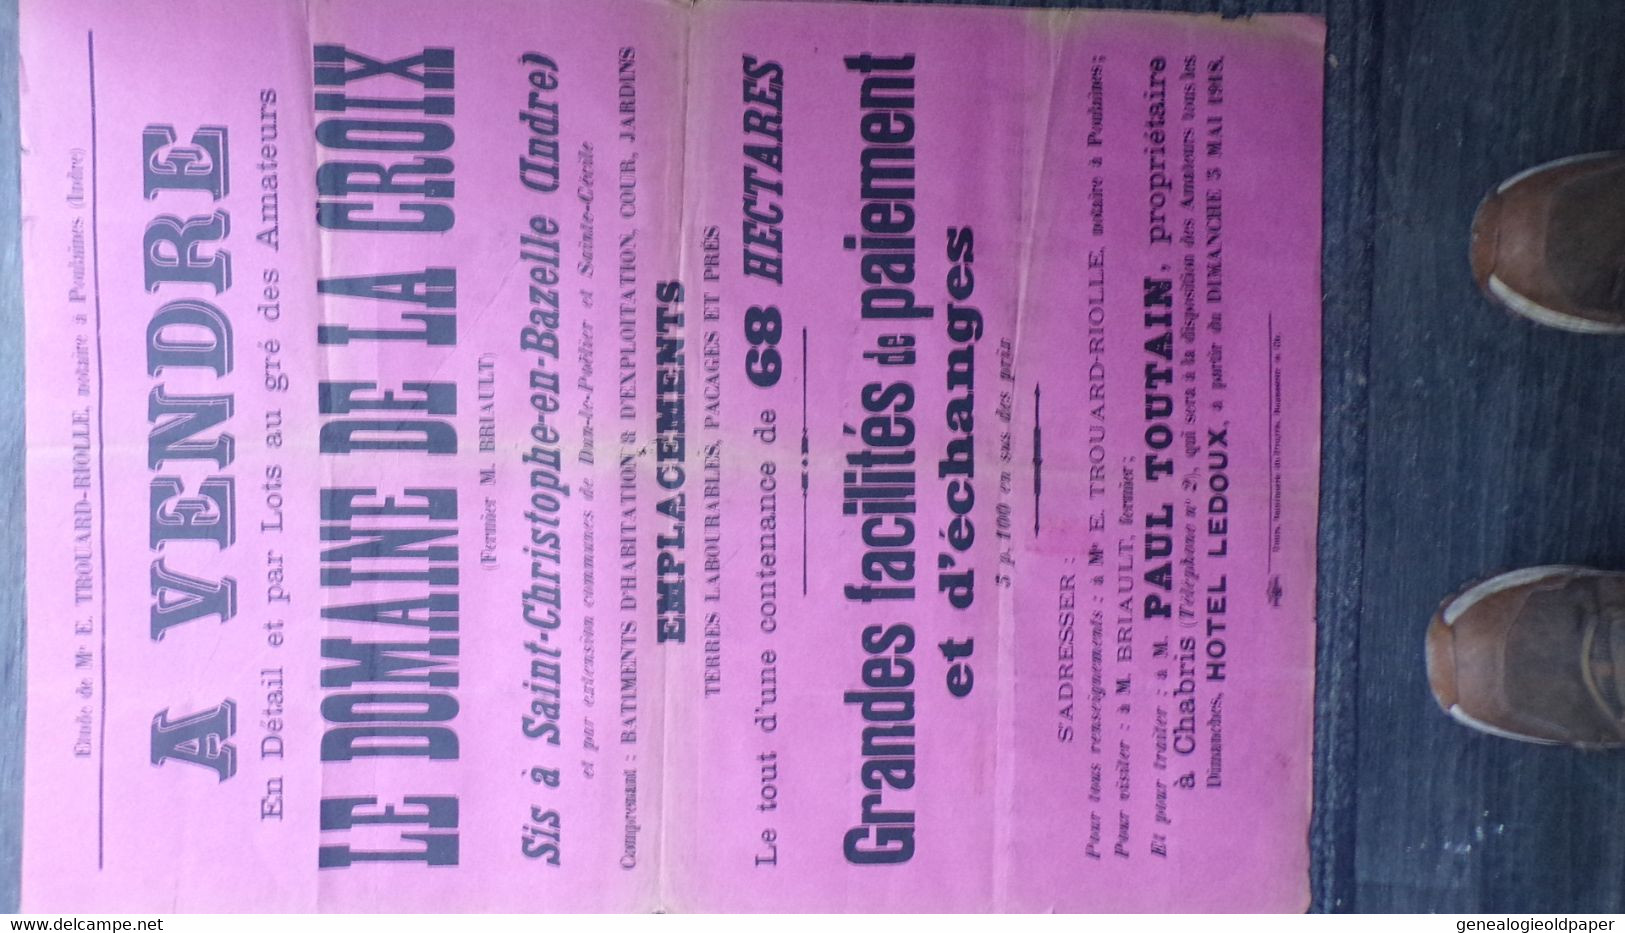 Etude de Me E. TROUARD-RIOLLE, notaire à Poulaines (Indre)
A VENDRE
En Détail et par Lots au gré des Amateurs
LE DOMAINE DE LA CROIX
(Fermier M. BRIAULT)
Sis à Saint-Christophe-en-Bazelle (Indre)
et par extension communes de Dun-le-Poëlier et Sainte-Cécile
Comprenant : BATIMENTS D'HABITATION & D'EXPLOITATION, COUR, JARDINS
EMPLACEMENTS
TERRES LABOURABLES, PACAGES ET PRÉS
Le tout d'une contenance de 68 HECTARES
Grandes facilités de paiement
et d'échanges
5 p. 100 en sus des prix
S'ADRESSER :
Pour tous renseignements : à Me E. TROUARD-RIOLLE, notaire à Poulaines ;
Pour visiter : à M. BRIAULT, fermier ;
Et pour traiter : à M. PAUL TOUTAIN, propriétaire
à Chabris (Téléphone n° 2), qui sera à la disposition des Amateurs tous les
Dimanches, HOTEL LEDOUX, à partir du DIMANCHE 5 MAI 1918.
genealogieoldpaper
www.delcampe.net